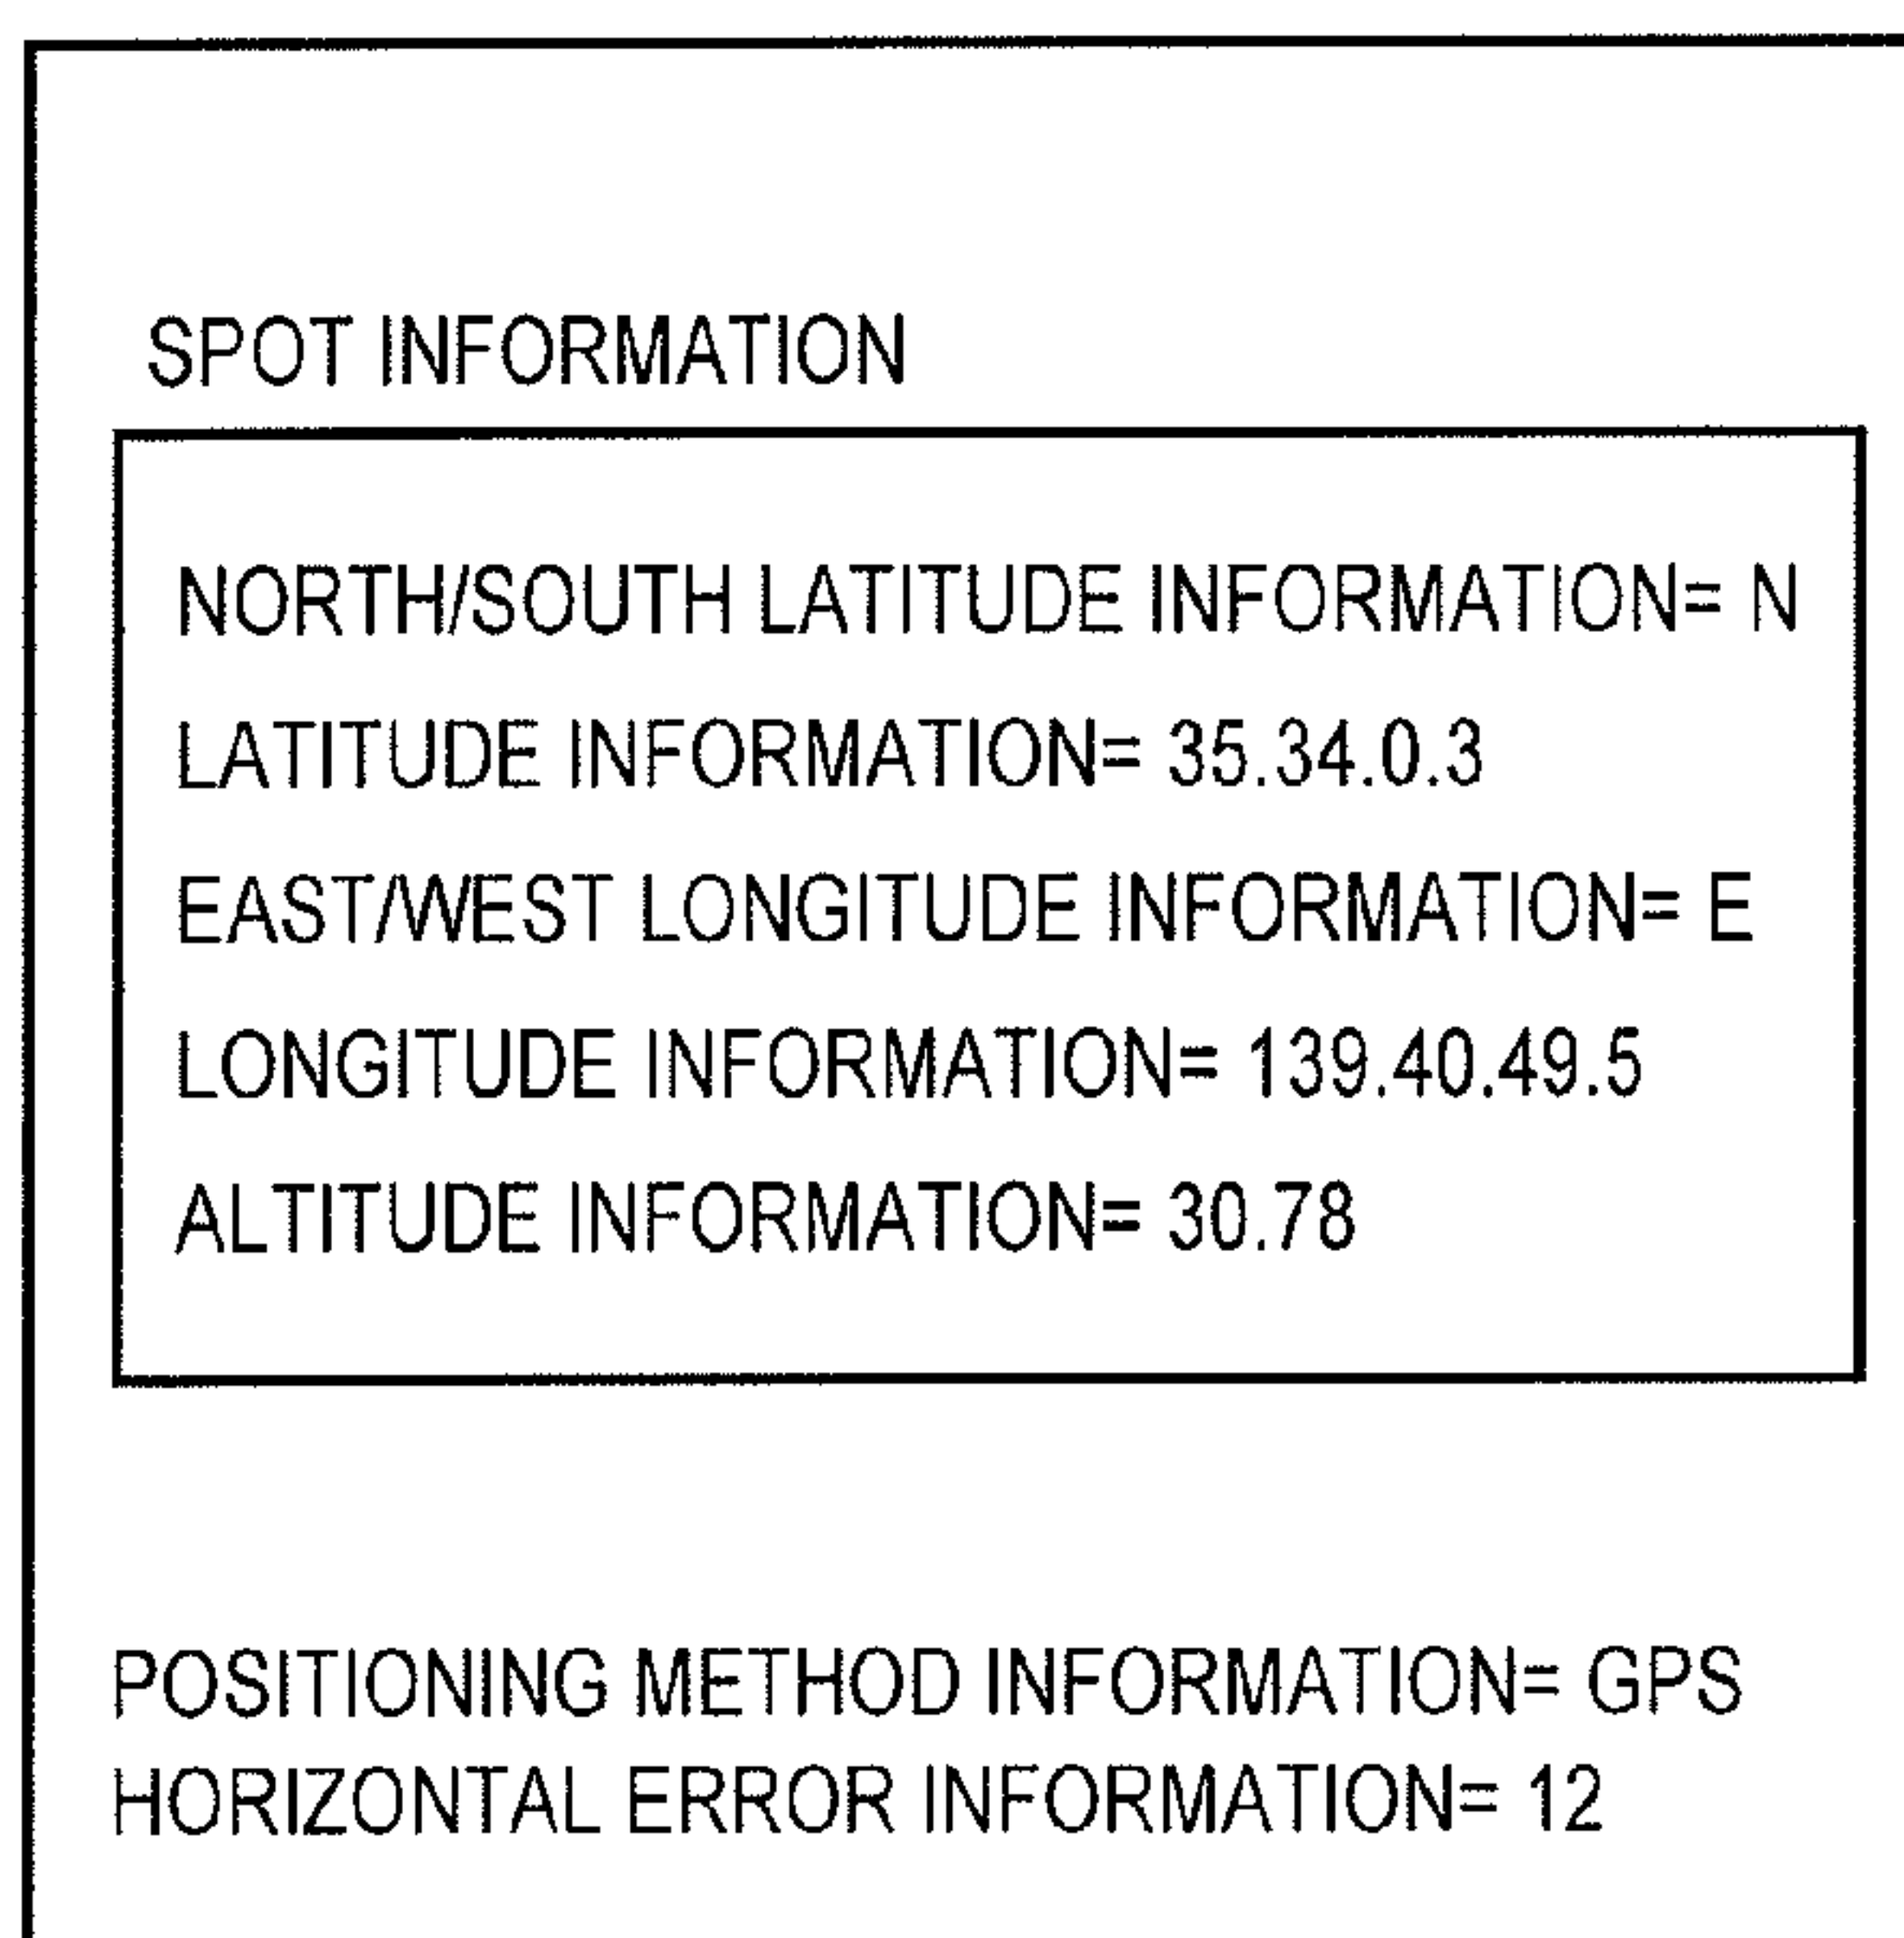 SPOT INFORMATION
NORTH/SOUTH LATITUDE INFORMATION= N
LATITUDE INFORMATION= 35.34.0.3
EAST/WEST LONGITUDE INFORMATION= E
LONGITUDE INFORMATION= 139.40.49.5
ALTITUDE INFORMATION= 30.78
POSITIONING METHOD INFORMATION= GPS
HORIZONTAL ERROR INFORMATION= 12